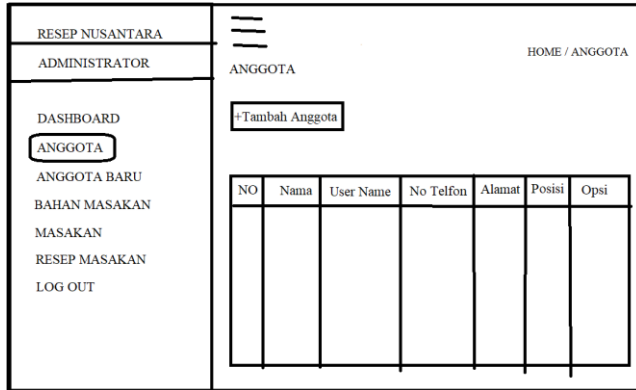 RESEP NUSANTARA
ADMINISTRATOR
DASHBOARD
ANGGOTA
ANGGOTA BARU
BAHAN MASAKAN
MASAKAN
RESEP MASAKAN
LOG OUT
HOME / ANGGOTA
ANGGOTA
+Tambah Anggota
NO Nama User Name No Telfon Alamat Posisi Opsi